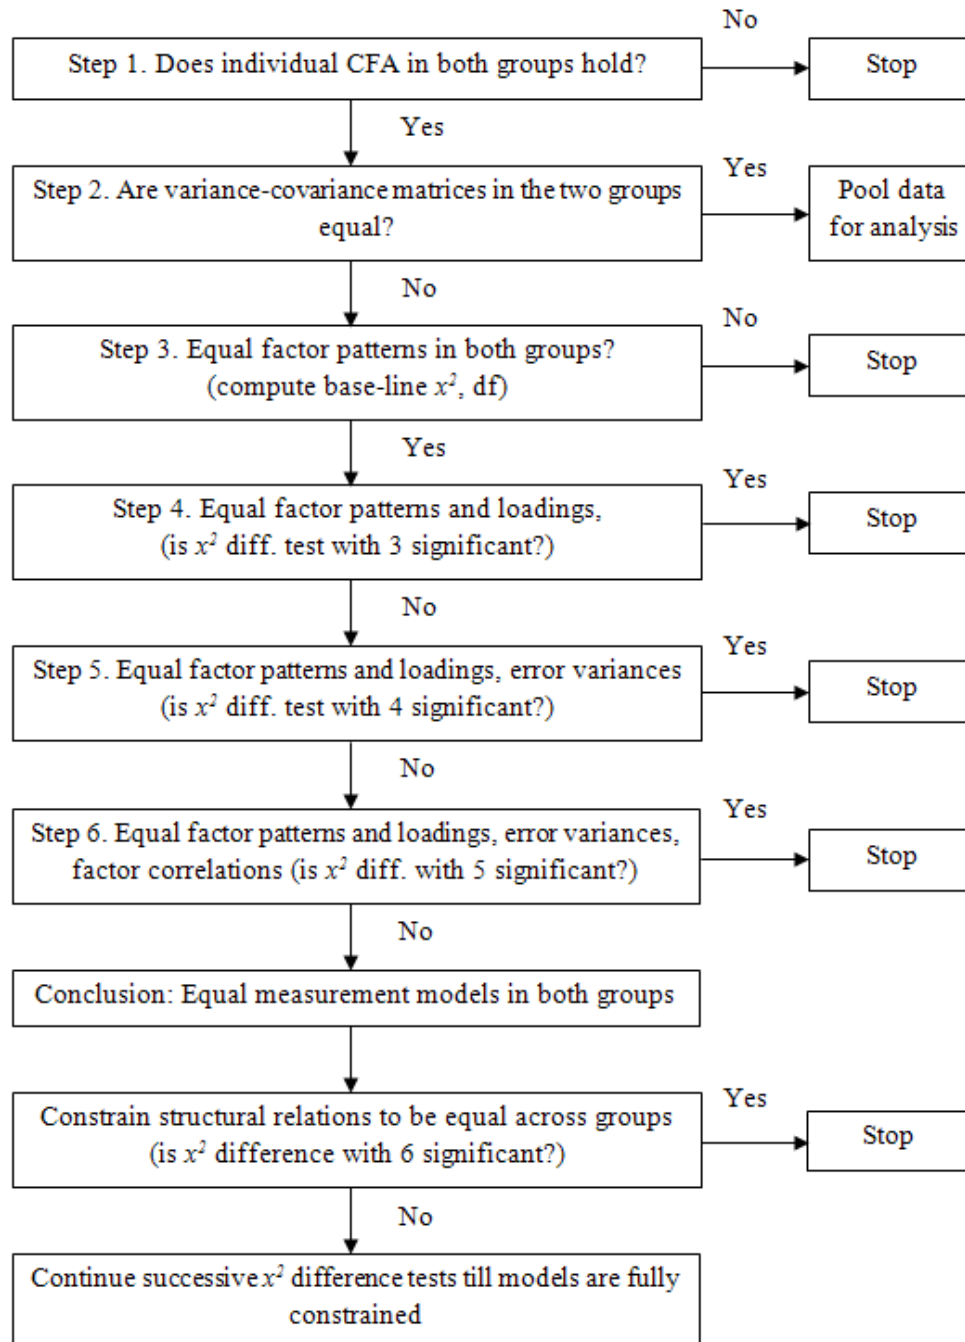 No
Step 1. Does individual CFA in both groups hold?
Stop
Yes
Step 2. Are variance-covariance matrices in the two groups
equal?
Yes
Pool data
for analysis
No
Step 3. Equal factor patterns in both groups?
(compute base-line x², df)
No
Stop
Yes
Step 4. Equal factor patterns and loadings,
(is x² diff. test with 3 significant?)
Yes
Stop
No
Step 5. Equal factor patterns and loadings, error variances
(is x² diff. test with 4 significant?)
Yes
Stop
No
Step 6. Equal factor patterns and loadings, error variances,
factor correlations (is x² diff. with 5 significant?)
Yes
Stop
No
Conclusion: Equal measurement models in both groups
Constrain structural relations to be equal across groups
(is x² difference with 6 significant?)
Yes
Stop
No
Continue successive x² difference tests till models are fully
constrained